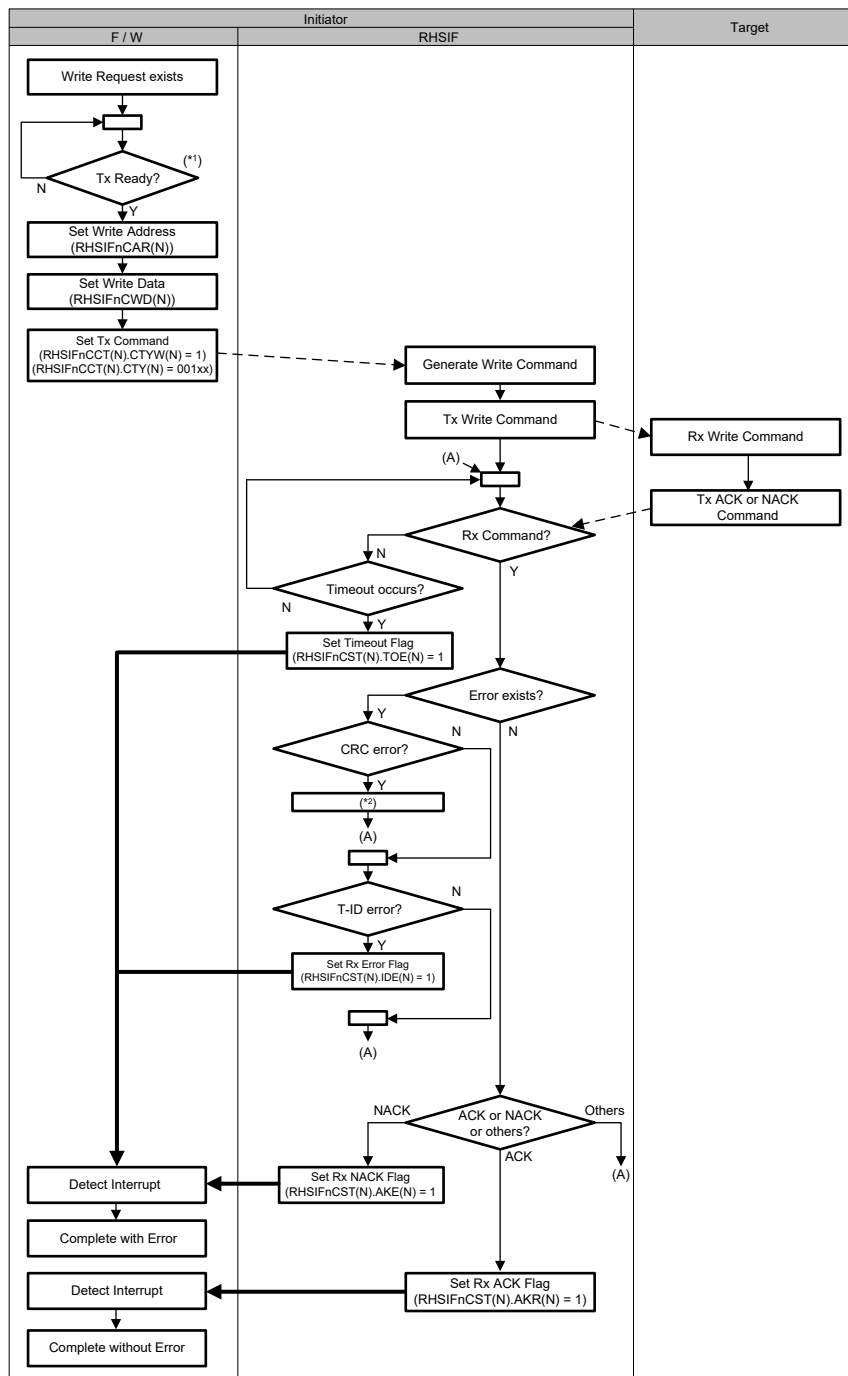 Initiator
Target
F / W
RHSIF
Write Request exists
(*1)
Tx Ready?
N
Y
Set Write Address
(RHSIFnCAR(N))
Set Write Data
(RHSIFnCWD(N))
Set Tx Command
(RHSIFnCCT(N).CTYW(N) = 1)
(RHSIFnCCT(N).CTY(N) = 001xx)
Generate Write Command
Tx Write Command
Rx Write Command
(A)
Tx ACK or NACK
Command
Rx Command?
N
Y
Timeout occurs?
N
Y
Set Timeout Flag
(RHSIFnCST(N).TOE(N) = 1
Error exists?
Y
N
N
CRC error?
Y
(*2)
(A)
N
T-ID error?
Y
Set Rx Error Flag
(RHSIFnCST(N).IDE(N) = 1)
(A)
NACK
ACK or NACK
or others?
Others
ACK
(A)
Detect Interrupt
Set Rx NACK Flag
(RHSIFnCST(N).AKE(N) = 1
Complete with Error
Detect Interrupt
Set Rx ACK Flag
(RHSIFnCST(N).AKR(N) = 1)
Complete without Error